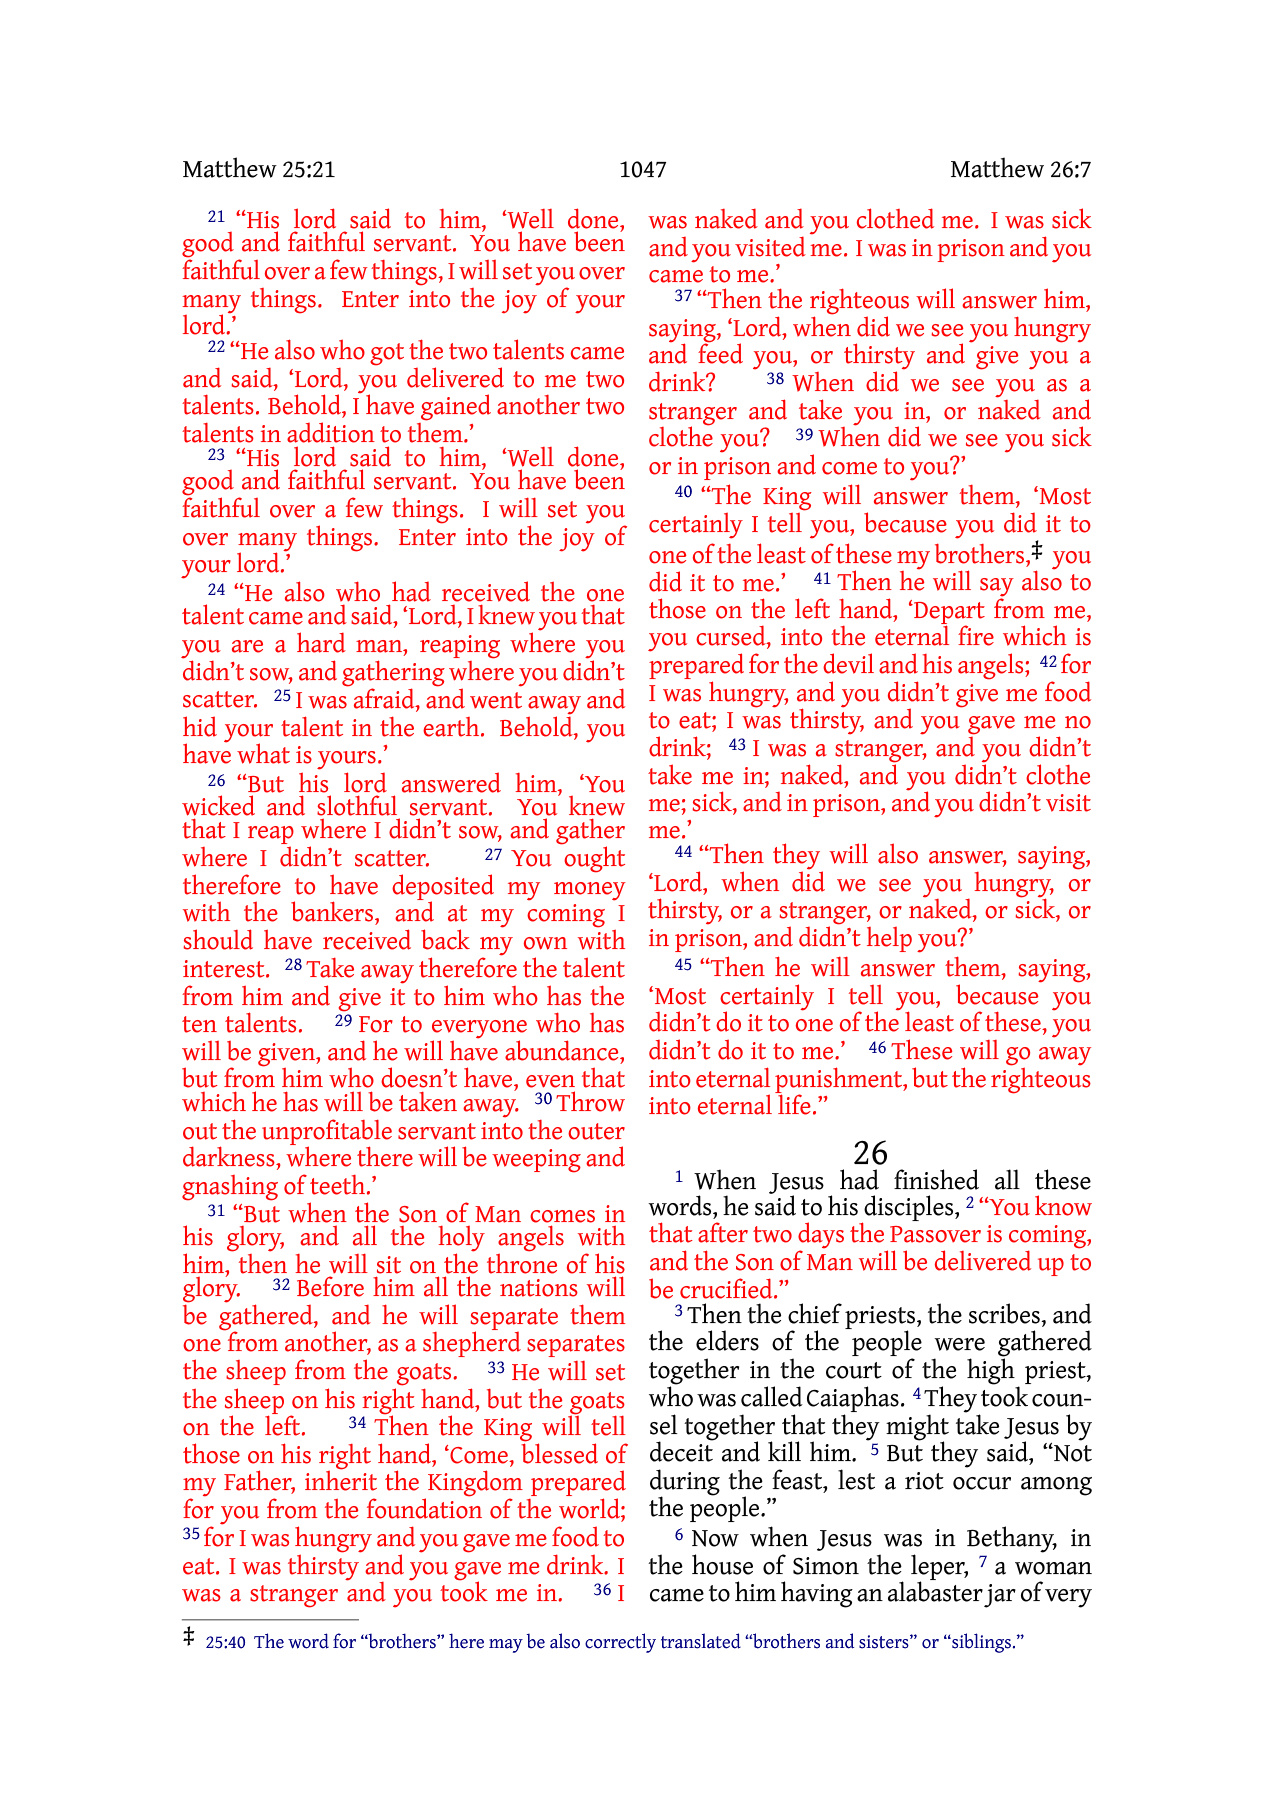 Matthew 25:21 1047 Matthew 26:7
21 “His lord said to him, ‘Well done,
good and faithful servant. You have been
faithful over a few things, I will set you over
many things. Enter into the joy of your
lord.’
22 “He also who got the two talents came
and said, ‘Lord, you delivered to me two
talents. Behold, I have gained another two
talents in addition to them.’
23 “His lord said to him, ‘Well done,
good and faithful servant. You have been
faithful over a few things. I will set you
over many things. Enter into the joy of
your lord.’
24 “He also who had received the one
talent came and said, ‘Lord, I knew you that
you are a hard man, reaping where you
didn’t sow, and gathering where you didn’t
scatter. 25 I was afraid, and went away and
hid your talent in the earth. Behold, you
have what is yours.’
26 “But his lord answered him, ‘You
wicked and slothful servant. You knew
that I reap where I didn’t sow, and gather
where I didn’t scatter. 27 You ought
therefore to have deposited my money
with the bankers, and at my coming I
should have received back my own with
interest. 28 Take away therefore the talent
from him and give it to him who has the
ten talents. 29 For to everyone who has
will be given, and he will have abundance,
but from him who doesn’t have, even that
which he has will be taken away. 30 Throw
out the unprofitable servant into the outer
darkness, where there will be weeping and
gnashing of teeth.’
31 “But when the Son of Man comes in
his glory, and all the holy angels with
him, then he will sit on the throne of his
glory. 32 Before him all the nations will
be gathered, and he will separate them
one from another, as a shepherd separates
the sheep from the goats. 33 He will set
the sheep on his right hand, but the goats
on the left. 34 Then the King will tell
those on his right hand, ‘Come, blessed of
my Father, inherit the Kingdom prepared
for you from the foundation of the world;
35 for I was hungry and you gave me food to
eat. I was thirsty and you gave me drink. I
was a stranger and you took me in. 36 I
was naked and you clothed me. I was sick
and you visited me. I was in prison and you
came to me.’
37 “Then the righteous will answer him,
saying, ‘Lord, when did we see you hungry
and feed you, or thirsty and give you a
drink? 38 When did we see you as a
stranger and take you in, or naked and
clothe you? 39 When did we see you sick
or in prison and come to you?’
40 “The King will answer them, ‘Most
certainly I tell you, because you did it to
one of the least of these my brothers,‡ you
did it to me.’ 41 Then he will say also to
those on the left hand, ‘Depart from me,
you cursed, into the eternal fire which is
prepared for the devil and his angels; 42 for
I was hungry, and you didn’t give me food
to eat; I was thirsty, and you gave me no
drink; 43 I was a stranger, and you didn’t
take me in; naked, and you didn’t clothe
me; sick, and in prison, and you didn’t visit
me.’
44 “Then they will also answer, saying,
‘Lord, when did we see you hungry, or
thirsty, or a stranger, or naked, or sick, or
in prison, and didn’t help you?’
45 “Then he will answer them, saying,
‘Most certainly I tell you, because you
didn’t do it to one of the least of these, you
didn’t do it to me.’ 46 These will go away
into eternal punishment, but the righteous
into eternal life.”
26
1 When Jesus had finished all these
words, he said to his disciples, 2 “You know
that after two days the Passover is coming,
and the Son of Man will be delivered up to
be crucified.”
3 Then the chief priests, the scribes, and
the elders of the people were gathered
together in the court of the high priest,
who was called Caiaphas. 4 They took coun-
sel together that they might take Jesus by
deceit and kill him. 5 But they said, “Not
during the feast, lest a riot occur among
the people.”
6 Now when Jesus was in Bethany, in
the house of Simon the leper, 7 a woman
came to him having an alabaster jar of very
‡ 25:40 The word for “brothers” here may be also correctly translated “brothers and sisters” or “siblings.”